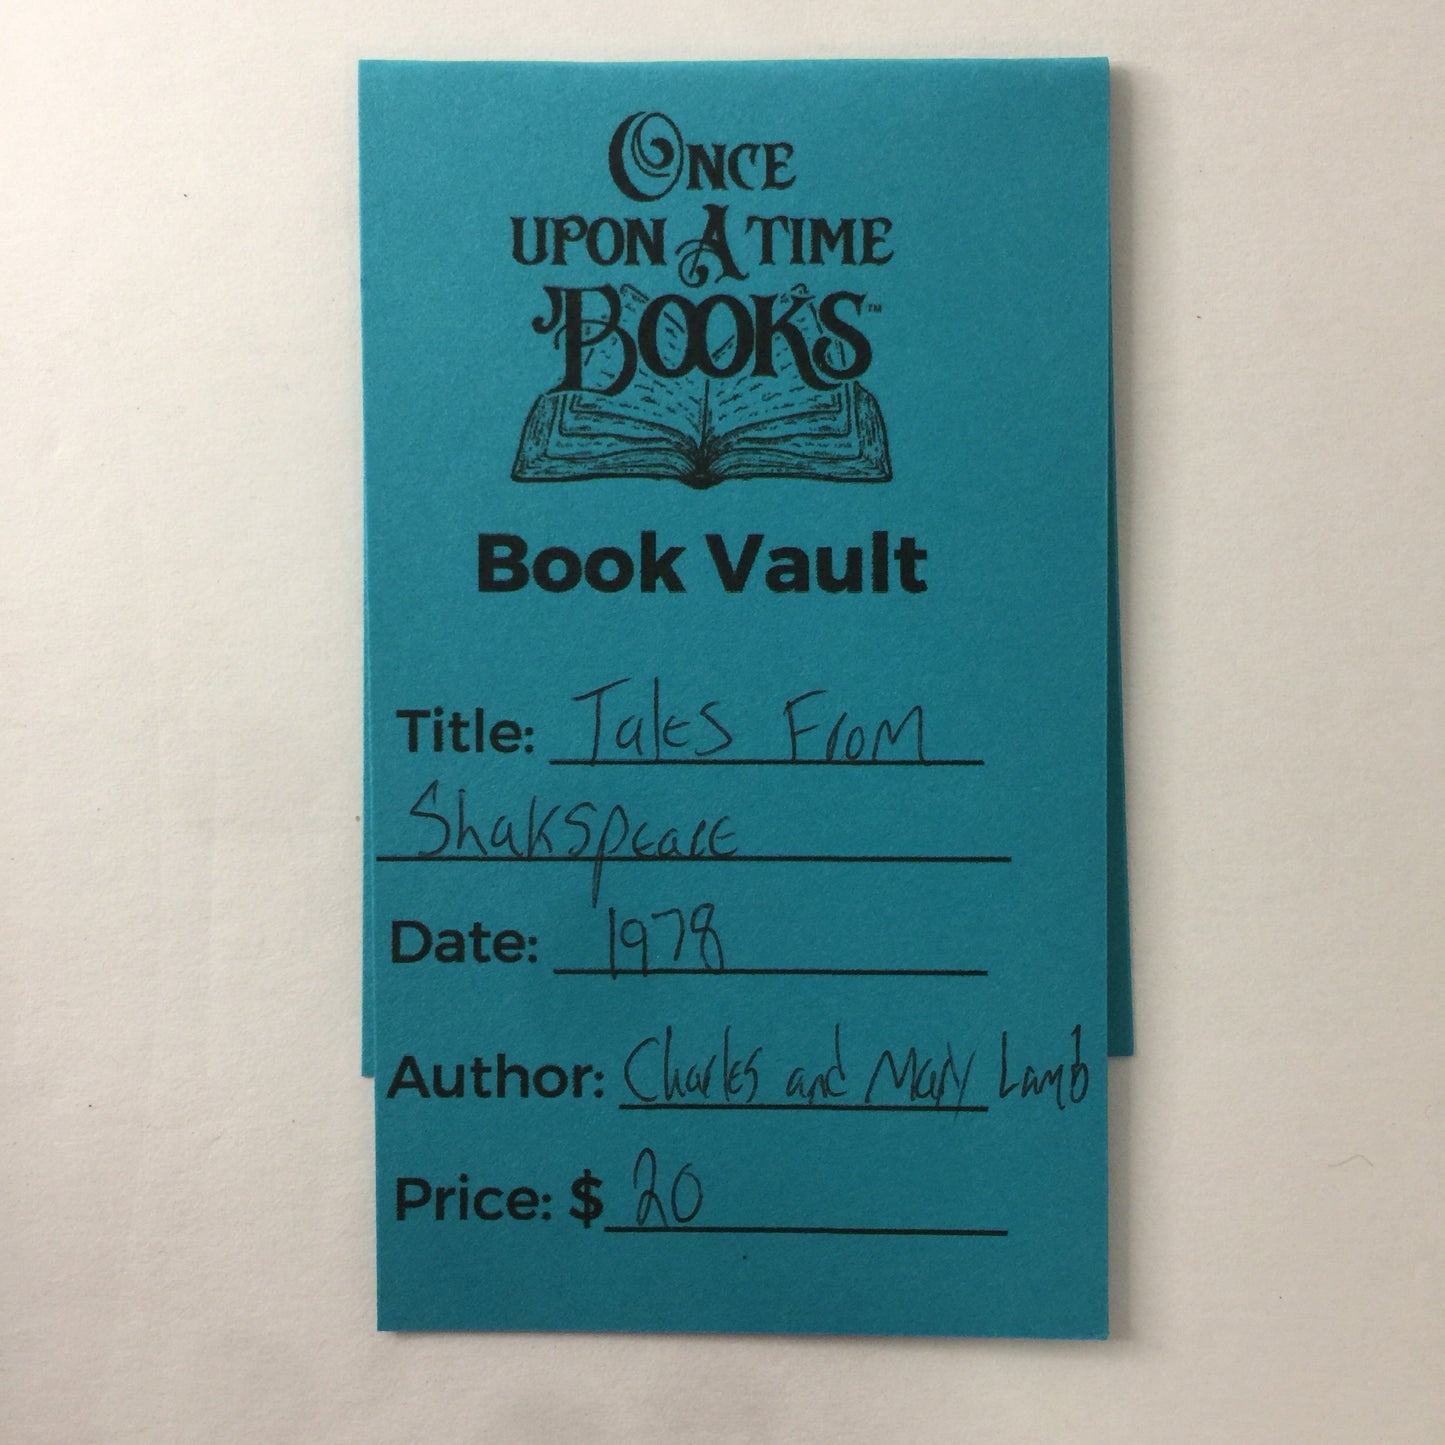 ONCE
UPON A TIME
BOOKS™
Book Vault
Title: Tales From
Shakspeare
Date: 1978
Author: Charles and Mary Lamb
Price: $ 20